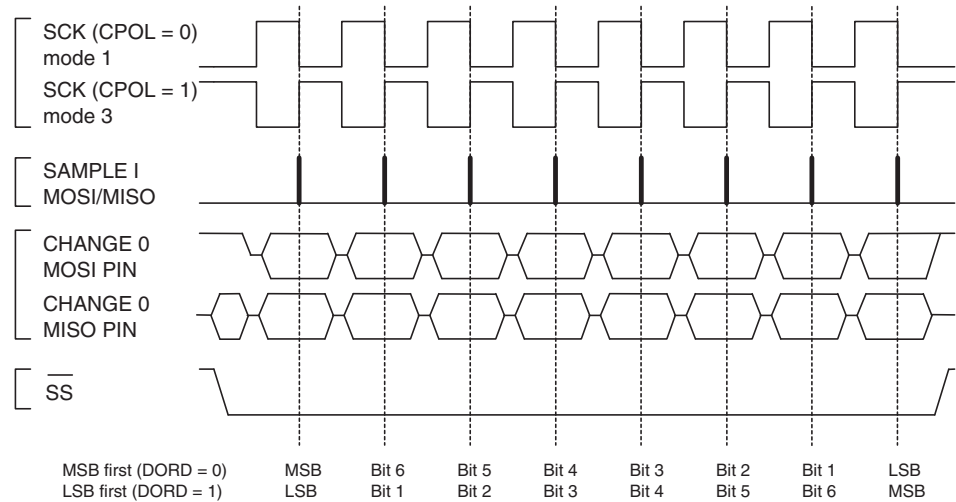 SCK (CPOL = 0)
mode 1
SCK (CPOL = 1)
mode 3
SAMPLE I
MOSI/MISO
CHANGE 0
MOSI PIN
CHANGE 0
MISO PIN
SS
MSB first (DORD = 0) MSB Bit 6 Bit 5 Bit 4 Bit 3 Bit 2 Bit 1 LSB
LSB first (DORD = 1) LSB Bit 1 Bit 2 Bit 3 Bit 4 Bit 5 Bit 6 MSB